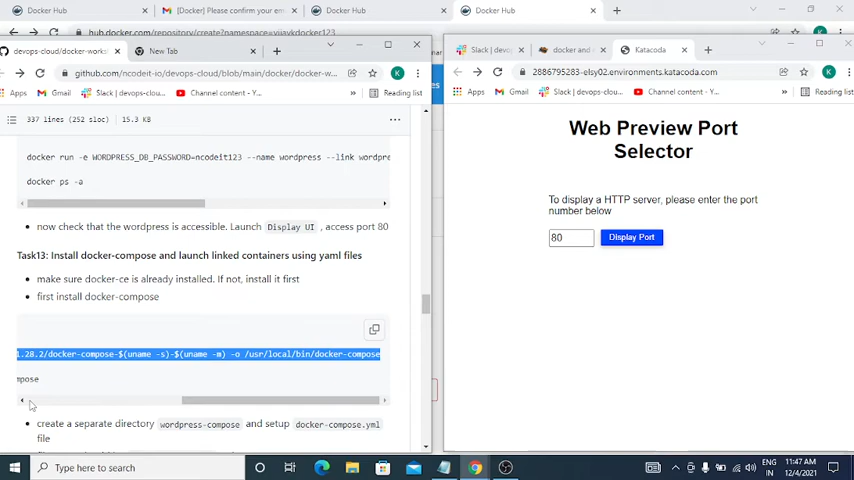 Docker Hub
[Docker] Please confirm your em
Docker Hub
Docker Hub
hub.docker.com/repository/create?namespace=vijaykdocker123
devops-cloud/docker-works
New Tab
github.com/ncodeit-io/devops-cloud/blob/main/docker/docker-w...
K
Apps
Gmail
Slack | devops-clou...
Channel content - Y...
»
Reading list
337 lines (252 sloc)
15.3 KB
docker run -e WORDPRESS_DB_PASSWORD=ncodeit123 --name wordpress --link wordpre
docker ps -a
now check that the wordpress is accessible. Launch Display UI , access port 80
Task13: Install docker-compose and launch linked containers using yaml files
make sure docker-ce is already installed. If not, install it first
first install docker-compose
1.28.2/docker-compose-$(uname -s)-$(uname -m) -o /usr/local/bin/docker-compose
mpose
create a separate directory wordpress-compose and setup docker-compose.yml
file
Slack | devops-
docker and
Katacoda
2886795283-elsy02.environments.katacoda.com
K
Apps
Gmail
Slack | devops-clou...
Channel content - Y...
»
Reading list
Web Preview Port
Selector
To display a HTTP server, please enter the port
number below
80
Display Port
Type here to search
ENG
IN
11:47 AM
12/4/2021